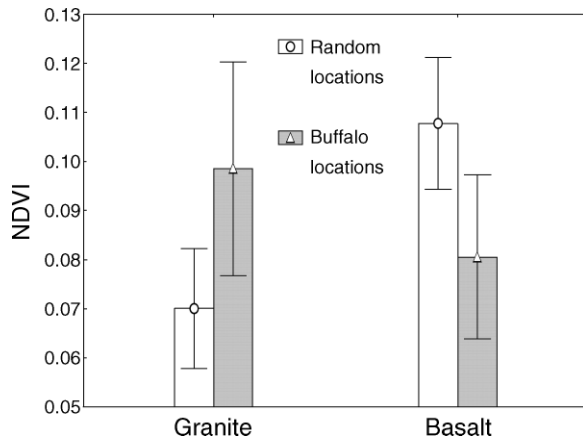 0.13
0.12
0.11
0.10
0.09
0.08
0.07
0.06
0.05
NDVI
Random
locations
Buffalo
locations
Granite
Basalt